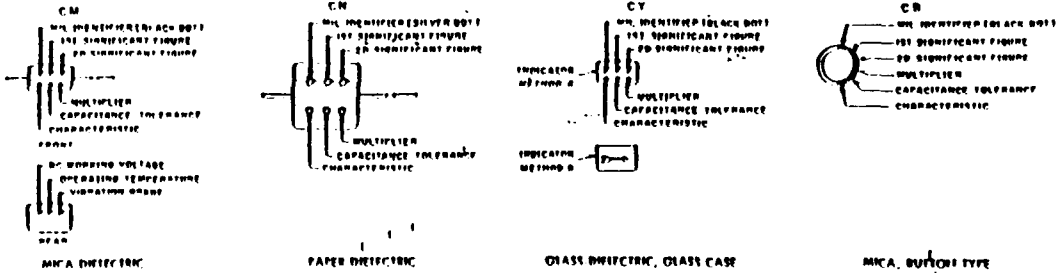 CM
MIL IDENTIFIER (BLACK DOT)
1ST SIGNIFICANT FIGURE
2D SIGNIFICANT FIGURE
MULTIPLIER
CAPACITANCE TOLERANCE
CHARACTERISTIC
FRONT
DC WORKING VOLTAGE
OPERATING TEMPERATURE
VIBRATION GRADE
REAR
MICA DIELECTRIC
CN
MIL IDENTIFIER (SILVER DOT)
1ST SIGNIFICANT FIGURE
2D SIGNIFICANT FIGURE
MULTIPLIER
CAPACITANCE TOLERANCE
CHARACTERISTIC
PAPER DIELECTRIC
CY
MIL IDENTIFIER (BLACK DOT)
1ST SIGNIFICANT FIGURE
2D SIGNIFICANT FIGURE
INDICATOR
METHOD A
MULTIPLIER
CAPACITANCE TOLERANCE
CHARACTERISTIC
INDICATOR
METHOD B
GLASS DIELECTRIC, GLASS CASE
CB
MIL IDENTIFIER (BLACK DOT)
1ST SIGNIFICANT FIGURE
2D SIGNIFICANT FIGURE
MULTIPLIER
CAPACITANCE TOLERANCE
CHARACTERISTIC
MICA, BUTTON TYPE